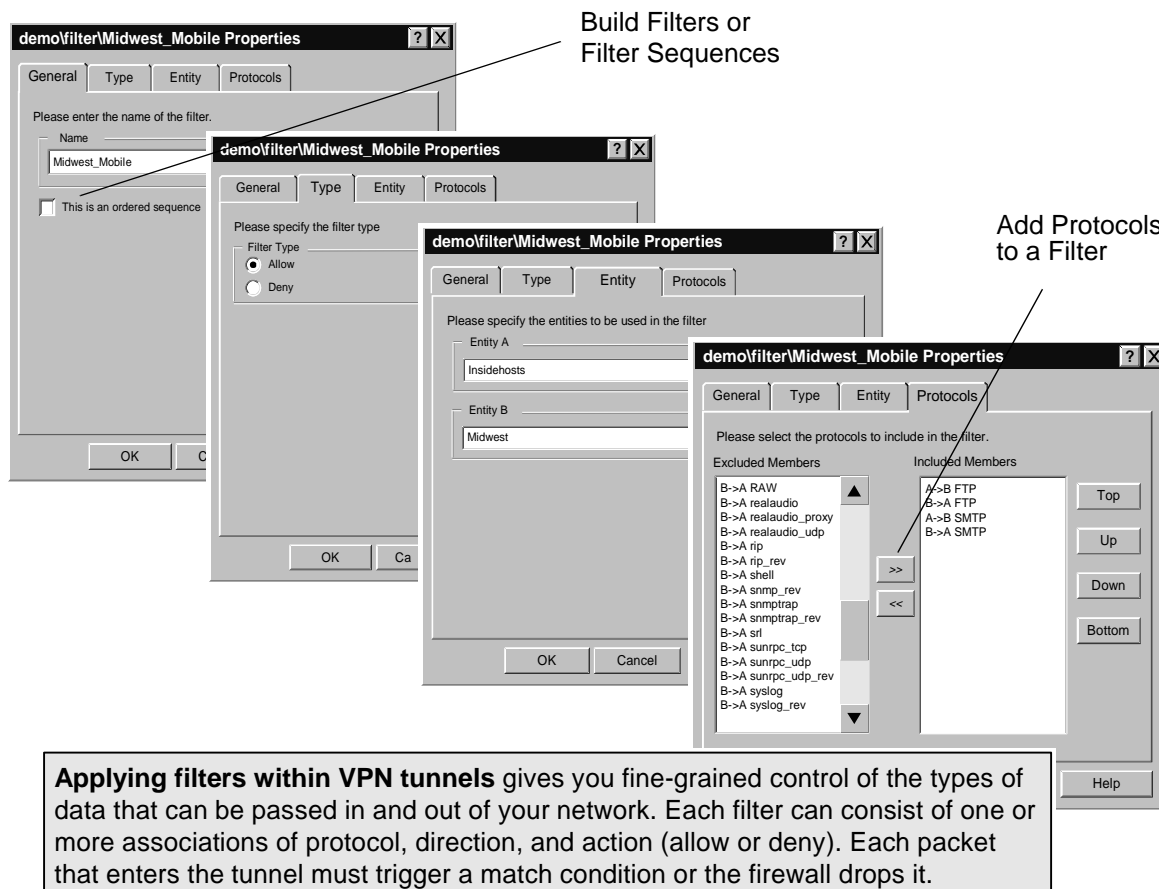 Build Filters or
Filter Sequences
demo\filter\Midwest_Mobile Properties
? X
General Type Entity Protocols
Please enter the name of the filter.
Name
Midwest_Mobile
This is an ordered sequence
OK C
demo\filter\Midwest_Mobile Properties
? X
General Type Entity Protocols
Please specify the filter type
Filter Type
Allow
Deny
OK Ca
demo\filter\Midwest_Mobile Properties
? X
General Type Entity Protocols
Please specify the entities to be used in the filter
Entity A
Insidehosts
Entity B
Midwest
OK Cancel
Add Protocols
to a Filter
demo\filter\Midwest_Mobile Properties
? X
General Type Entity Protocols
Please select the protocols to include in the filter.
Excluded Members
B->A RAW
B->A realaudio
B->A realaudio_proxy
B->A realaudio_udp
B->A rip
B->A rip_rev
B->A shell
B->A snmp_rev
B->A snmptrap
B->A snmptrap_rev
B->A srl
B->A sunrpc_tcp
B->A sunrpc_udp
B->A sunrpc_udp_rev
B->A syslog
B->A syslog_rev
>>
<<
Included Members
A->B FTP
B->A FTP
A->B SMTP
B->A SMTP
Top
Up
Down
Bottom
Help
Applying filters within VPN tunnels gives you fine-grained control of the types of
data that can be passed in and out of your network. Each filter can consist of one or
more associations of protocol, direction, and action (allow or deny). Each packet
that enters the tunnel must trigger a match condition or the firewall drops it.